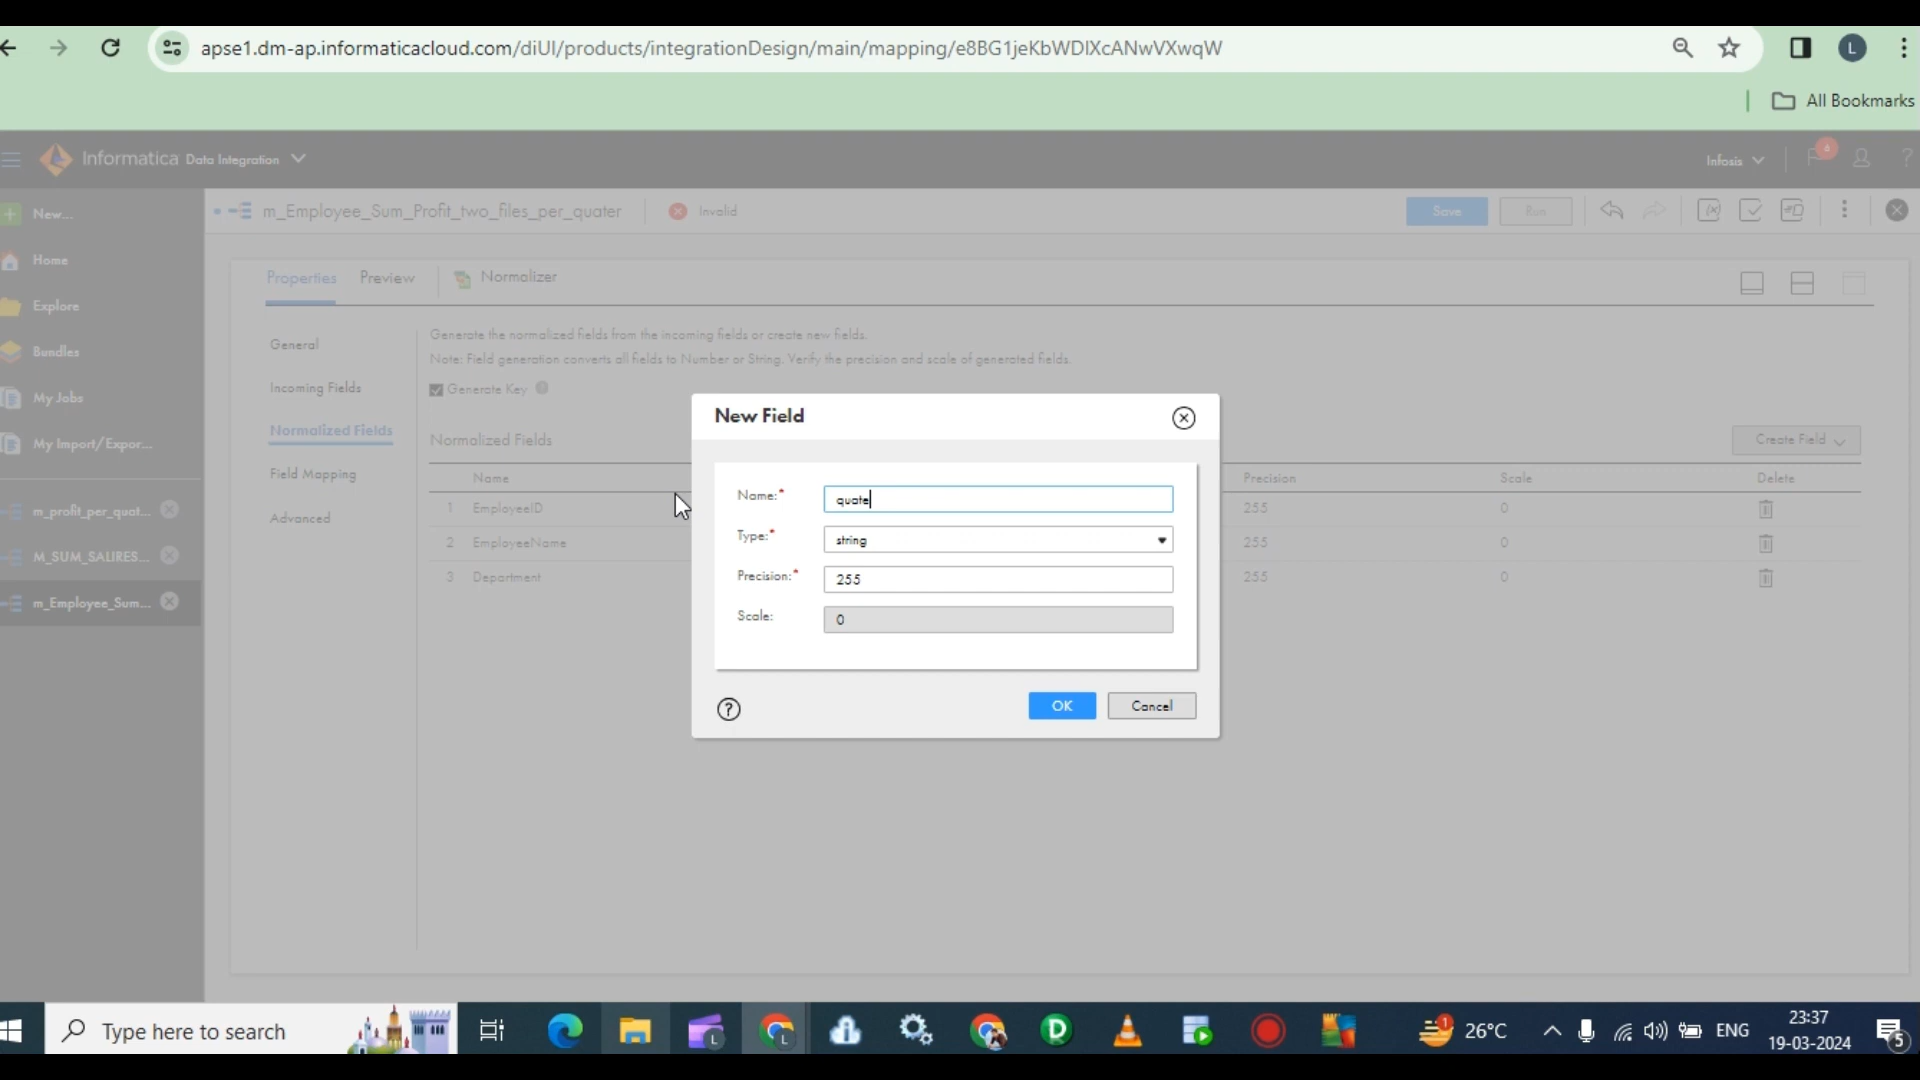 apse1.dm-ap.informaticacloud.com/diUI/products/integrationDesign/main/mapping/e8BG1jeKbWDIXcANwVXwqW
L
All Bookmarks
Informatica Data Integration
Infosis
6
?
New...
m_Employee_Sum_Profit_two_files_per_quater
Invalid
Save
Run
Home
Explore
Bundles
My Jobs
My Import/Expor...
m_profit_per_quat...
M_SUM_SALIRES...
m_Employee_Sum...
Properties
Preview
Normalizer
General
Incoming Fields
Normalized Fields
Field Mapping
Advanced
Generate the normalized fields from the incoming fields or create new fields.
Note: Field generation converts all fields to Number or String. Verify the precision and scale of generated fields.
Generate Key
Normalized Fields
Create Field
Name
Precision
Scale
Delete
1 EmployeeID
255
0
2 EmployeeName
255
0
3 Department
255
0
New Field
Name:*
quate
Type:*
string
Precision:*
255
Scale:
0
?
OK
Cancel
Type here to search
26°C
ENG
23:37
19-03-2024
5